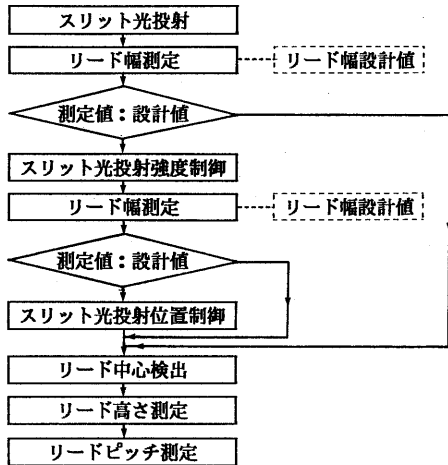 スリット光投射
リード幅測定
リード幅設計値
測定値：設計値
スリット光投射強度制御
リード幅測定
リード幅設計値
測定値：設計値
スリット光投射位置制御
リード中心検出
リード高さ測定
リードピッチ測定